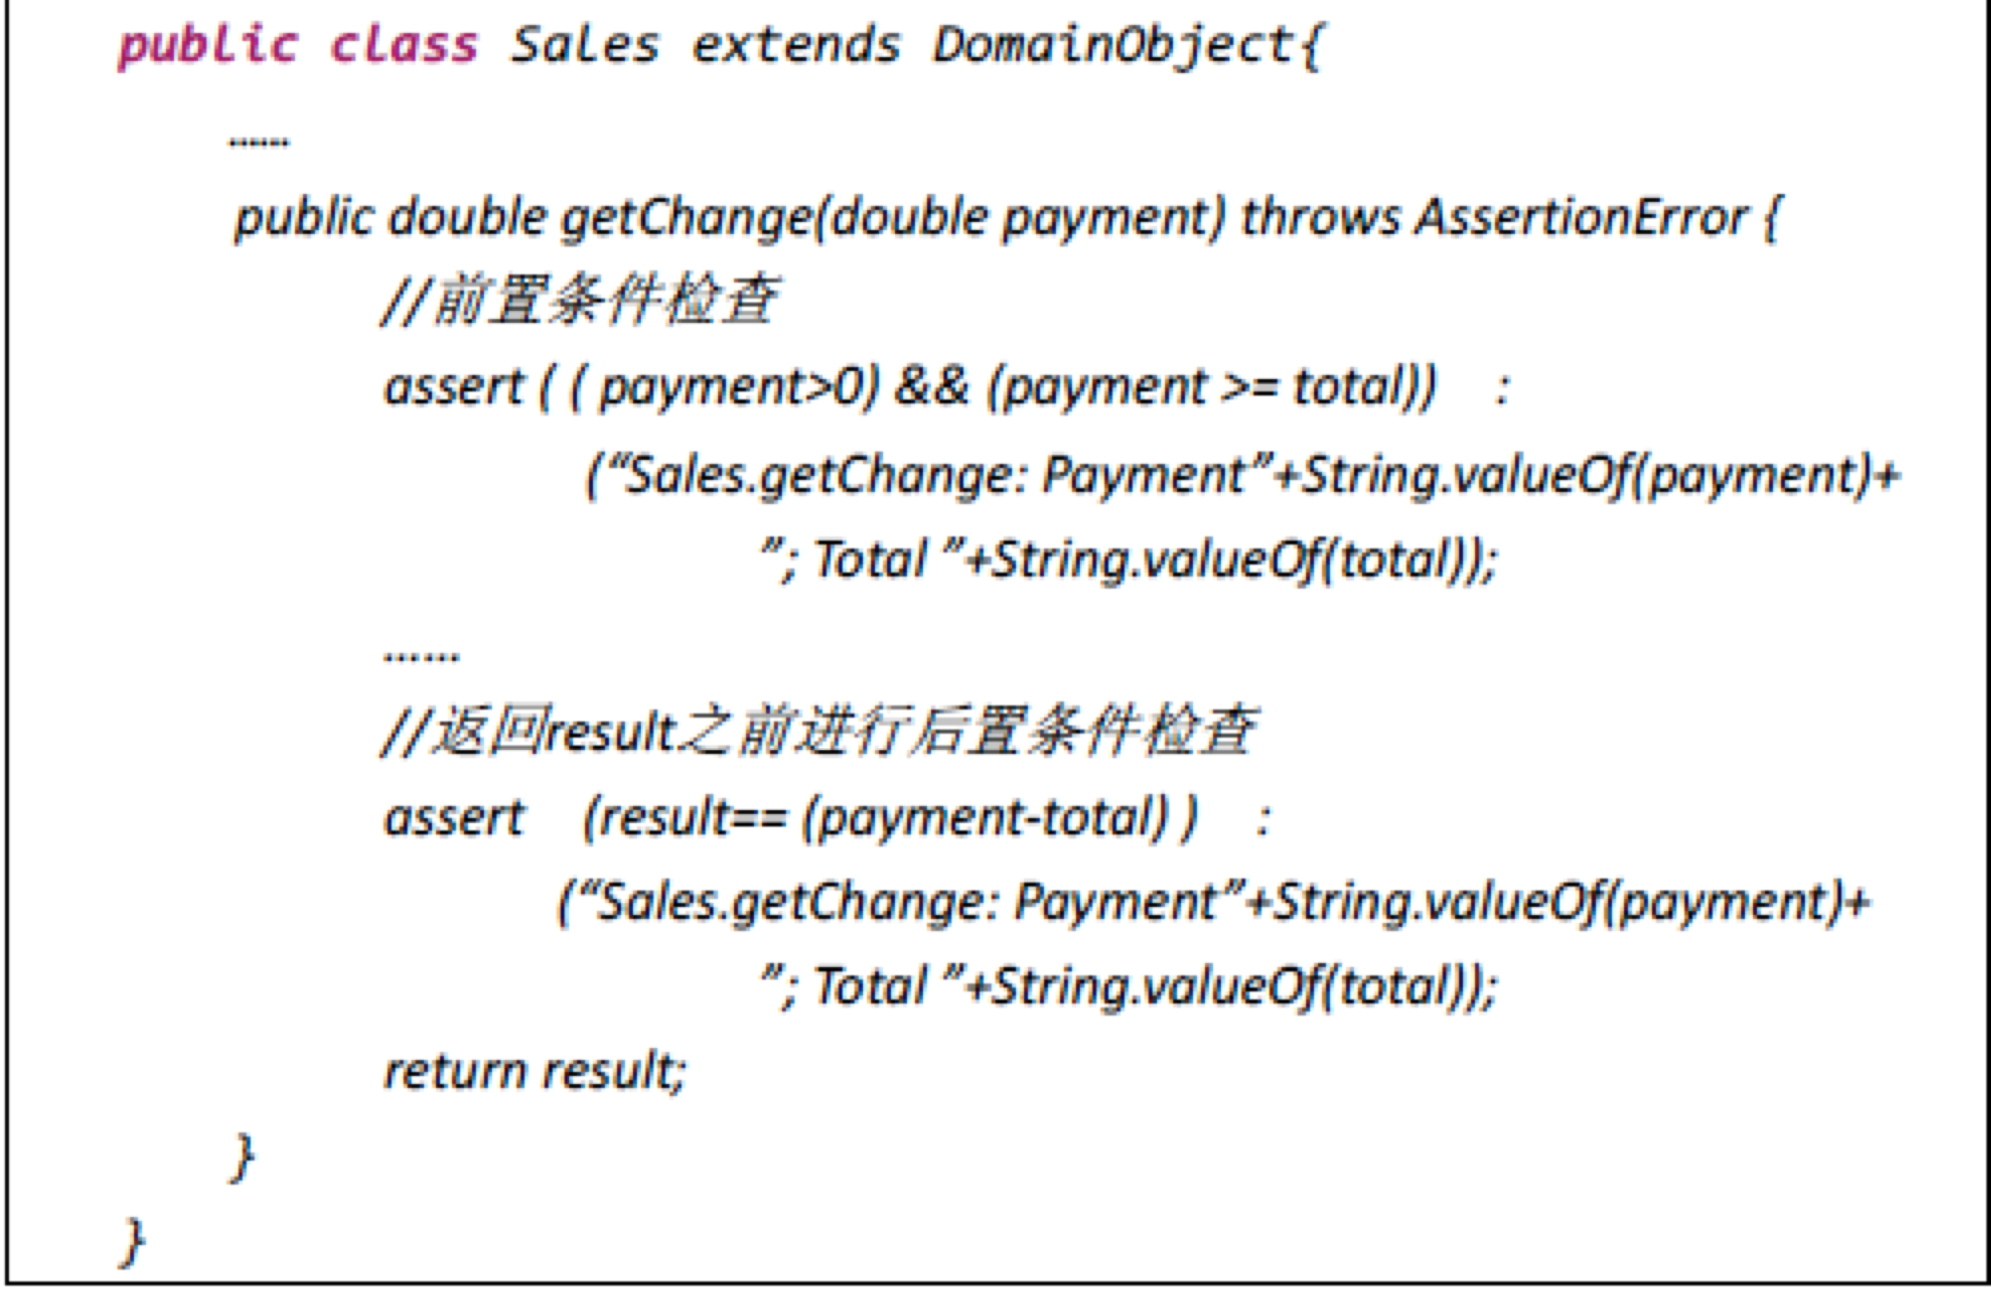 public class Sales extends DomainObject{
......
public double getChange(double payment) throws AssertionError {
//前置条件检查
assert ( ( payment>0) && (payment >= total)) :
(“Sales.getChange: Payment”+String.valueOf(payment)+
”; Total ”+String.valueOf(total));
......
//返回result之前进行后置条件检查
assert (result== (payment-total) ) :
(“Sales.getChange: Payment”+String.valueOf(payment)+
”; Total ”+String.valueOf(total));
return result;
}
}